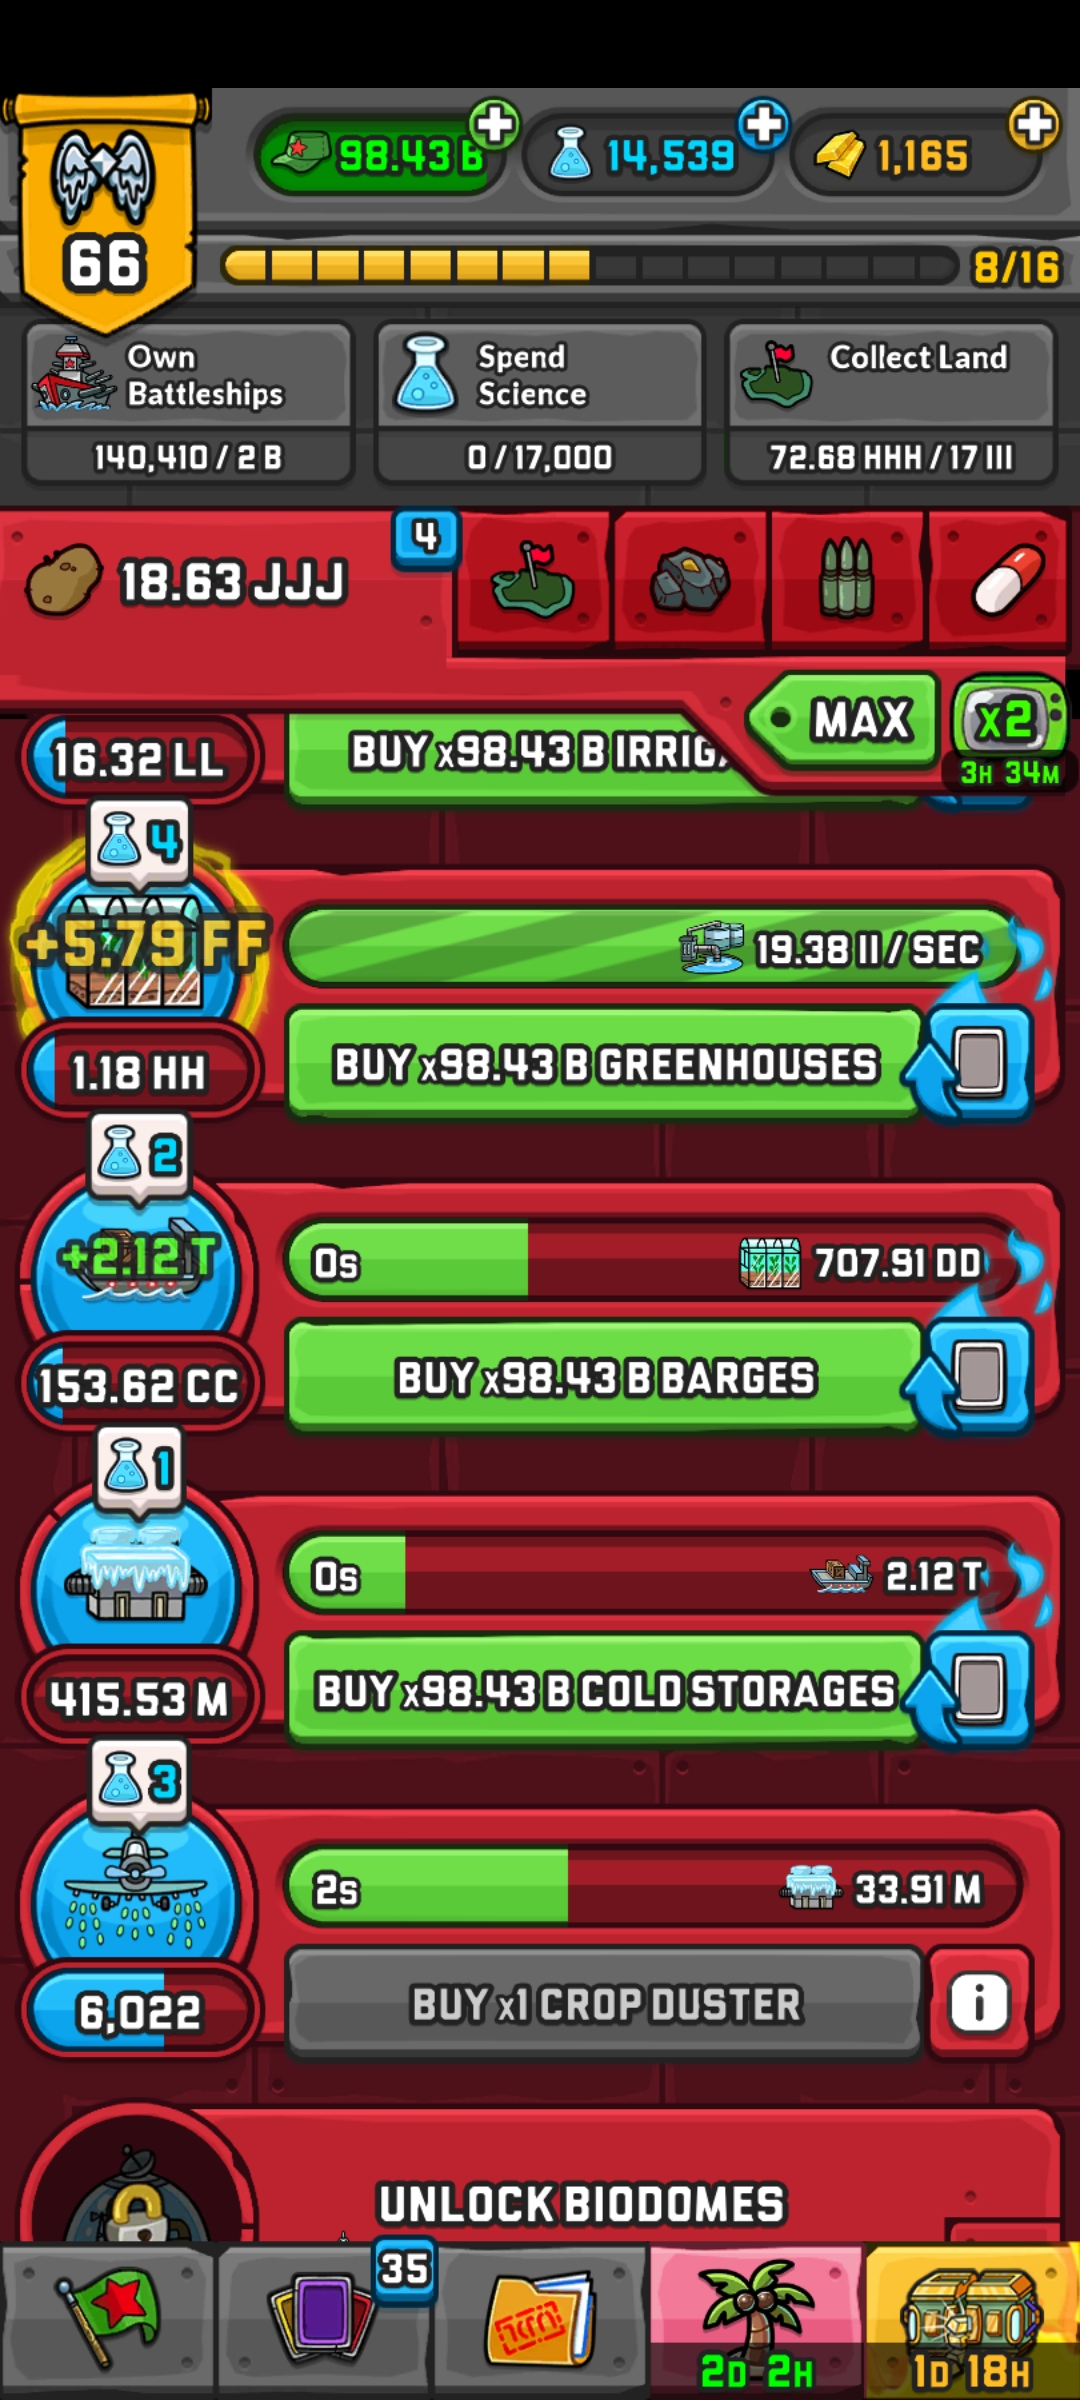 98.43 B
14,539
1,165
66
8/16
Own
Battleships
140,410 / 2 B
Spend
Science
0 / 17,000
Collect Land
72.68 HHH / 17 III
18.63 JJJ
4
MAX
x2
3H 34M
16.32 LL
BUY x98.43 B
4
+5.79 FF
19.38 II / SEC
1.18 HH
BUY x98.43 B GREENHOUSES
2
+2.12 T
0s
707.91 DD
153.62 CC
BUY x98.43 B BARGES
1
0s
2.12 T
415.53 M
BUY x98.43 B COLD STORAGES
3
2s
33.91 M
6,022
BUY x1 CROP DUSTER
i
UNLOCK BIODOMES
35
2D 2H
1D 18H